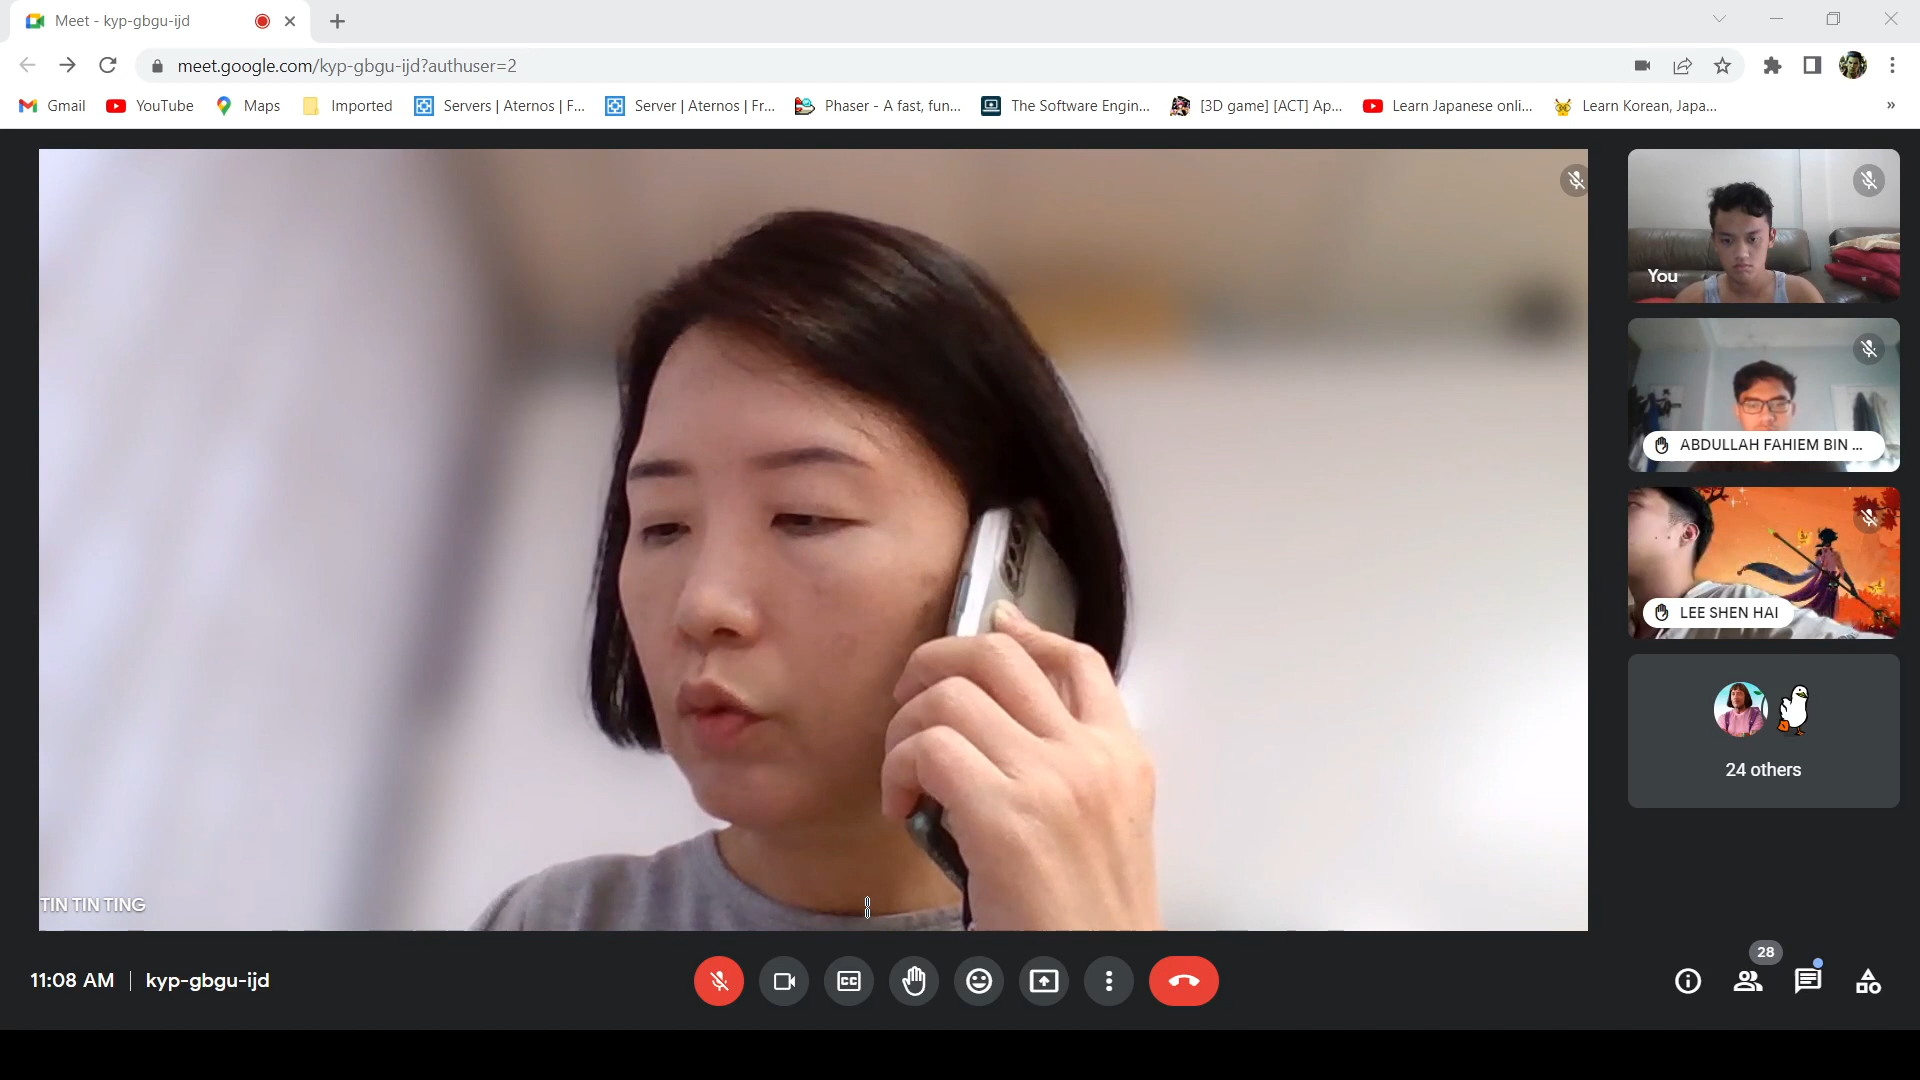 Meet - kyp-gbgu-ijd
meet.google.com/kyp-gbgu-ijd?authuser=2
Gmail YouTube Maps Imported Servers | Aternos | F... Server | Aternos | Fr... Phaser - A fast, fun... The Software Engin... [3D game] [ACT] Ap... Learn Japanese onli... Learn Korean, Japa... »
You
ABDULLAH FAHIEM BIN ...
LEE SHEN HAI
24 others
TIN TIN TING
11:08 AM | kyp-gbgu-ijd
CC
28